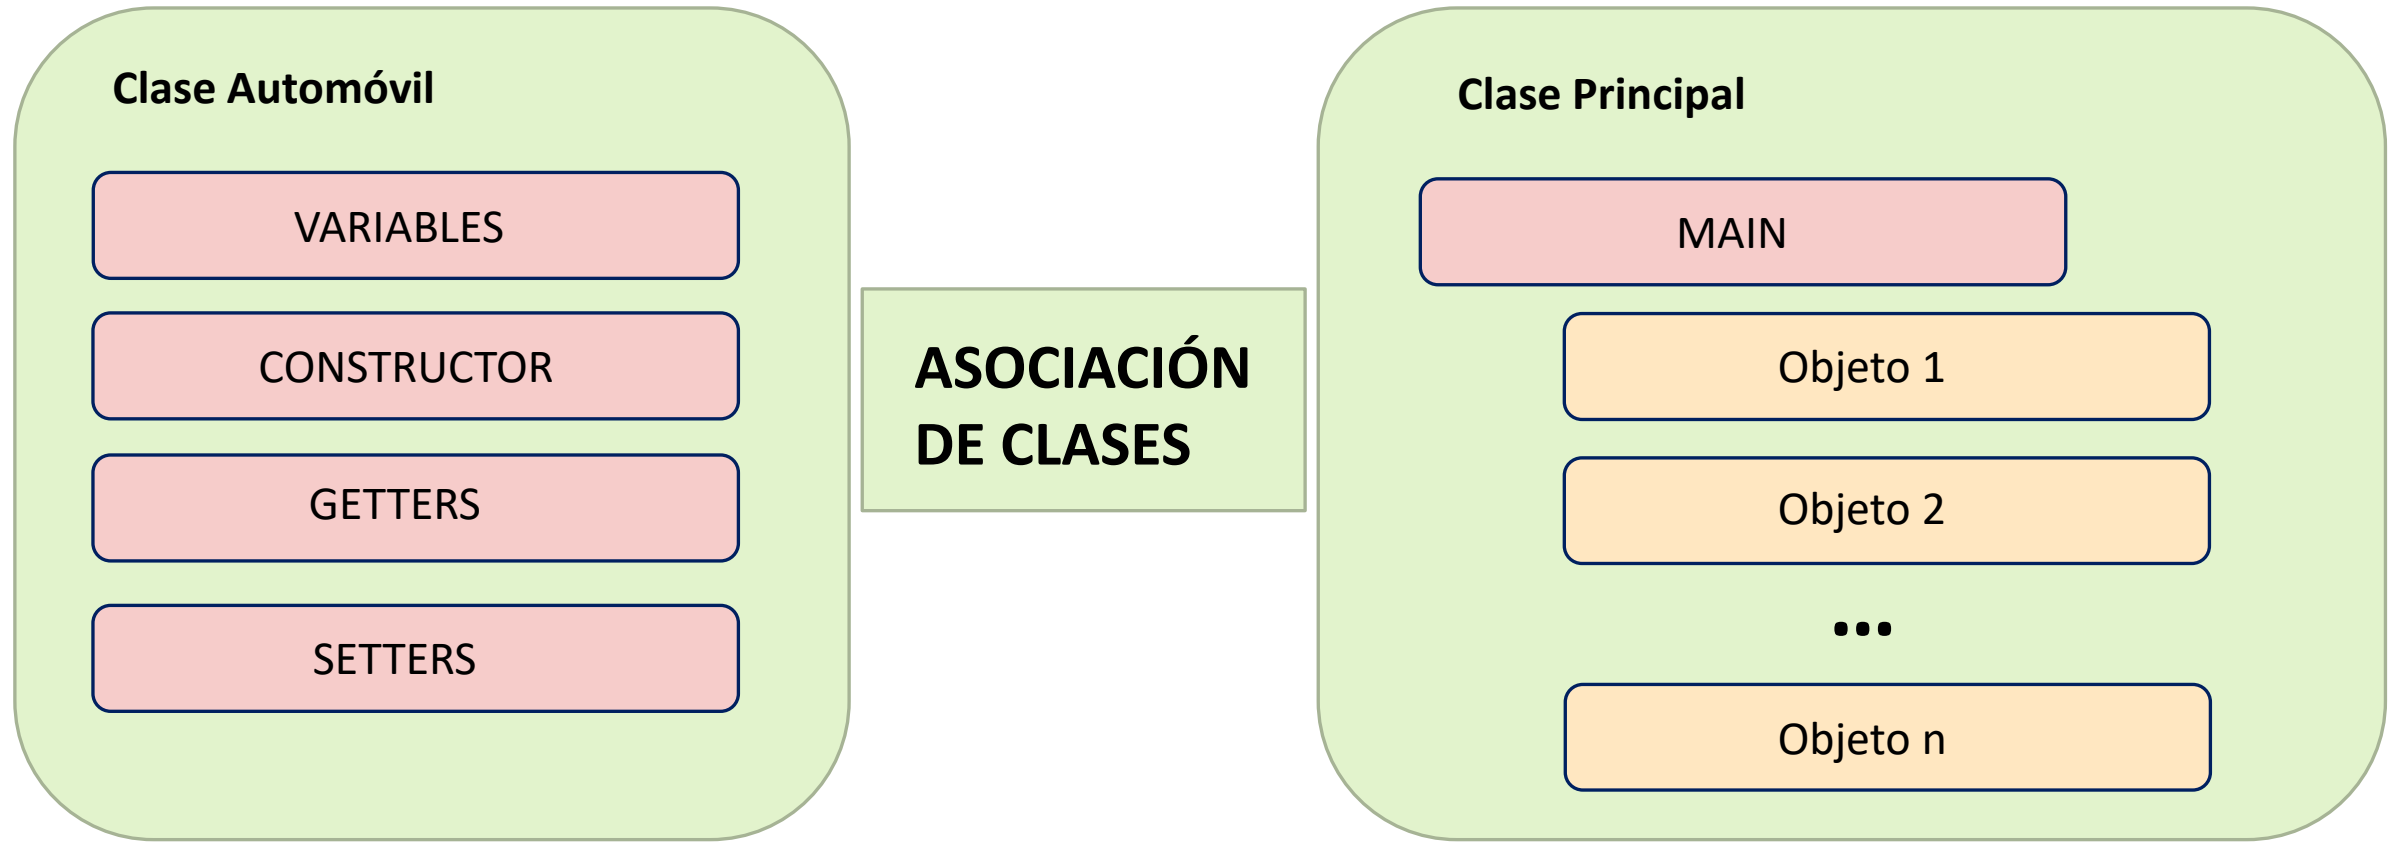 Clase Automóvil
VARIABLES
CONSTRUCTOR
GETTERS
SETTERS
ASOCIACIÓN
DE CLASES
Clase Principal
MAIN
Objeto 1
Objeto 2
...
Objeto n